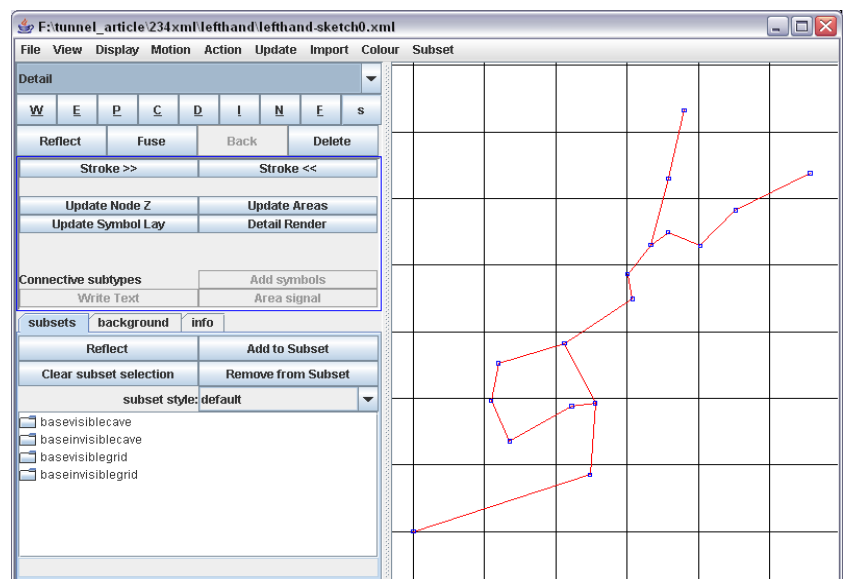 F:\tunnel_article\234xml\lefthand\lefthand-sketch0.xml
File View Display Motion Action Update Import Colour Subset
Detail
W E P C D I N F s
Reflect Fuse Back Delete
Stroke >> Stroke <<
Update Node Z Update Areas
Update Symbol Lay Detail Render
Connective subtypes Add symbols
Write Text Area signal
subsets background info
Reflect Add to Subset
Clear subset selection Remove from Subset
subset style: default
basevisiblecave
baseinvisiblecave
basevisiblegrid
baseinvisiblegrid